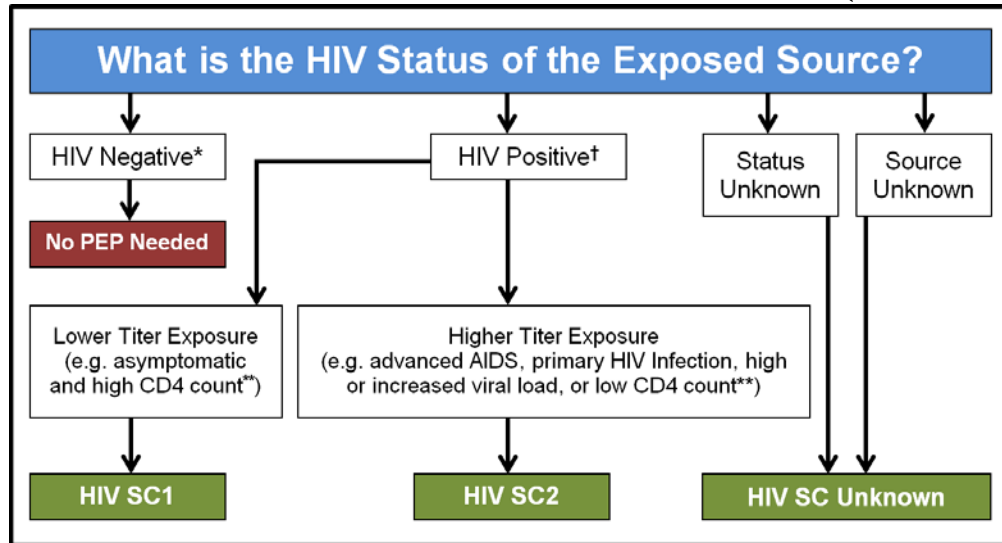 What is the HIV Status of the Exposed Source?
HIV Negative*
HIV Positive†
Status
Unknown
Source
Unknown
No PEP Needed
Lower Titer Exposure
(e.g. asymptomatic
and high CD4 count**)
Higher Titer Exposure
(e.g. advanced AIDS, primary HIV Infection, high
or increased viral load, or low CD4 count**)
HIV SC1
HIV SC2
HIV SC Unknown